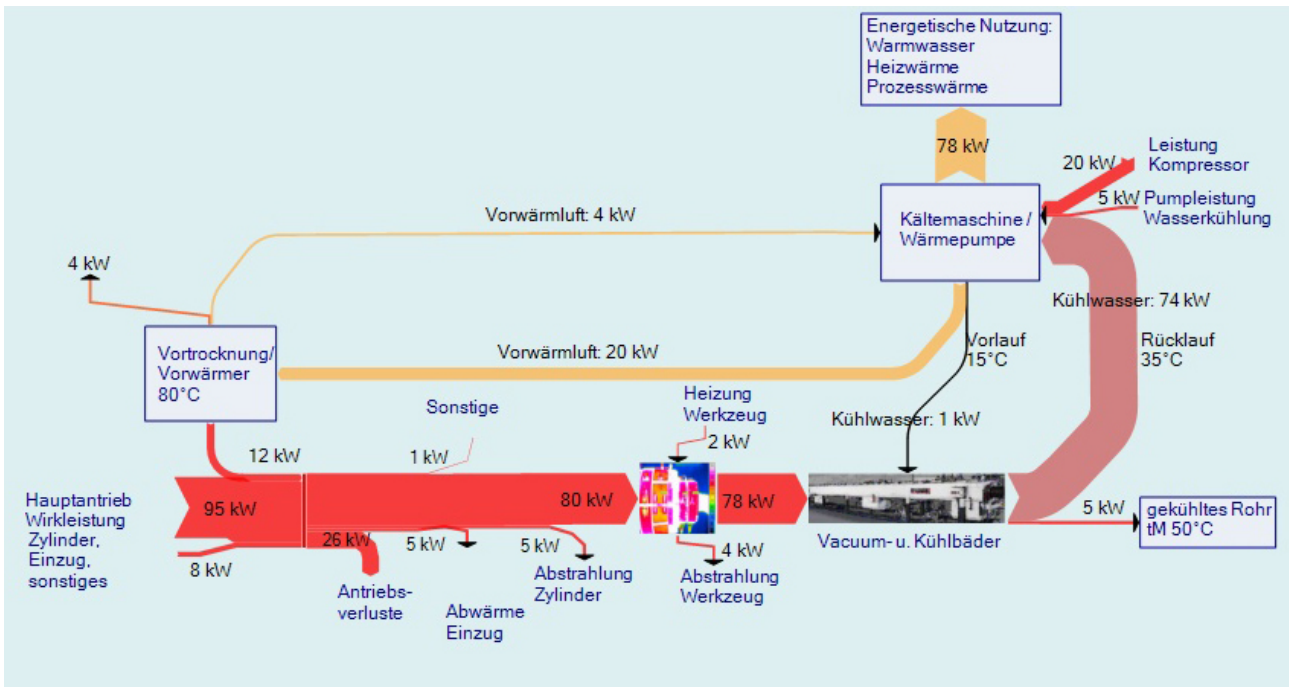 Energetische Nutzung:
Warmwasser
Heizwärme
Prozesswärme
78 kW
Leistung
Kompressor
20 kW
5 kW
Pumpleistung
Wasserkühlung
Kältemaschine /
Wärmepumpe
Vorwärmluft: 4 kW
4 kW
Kühlwasser: 74 kW
Vortrocknung/
Vorwärmer
80°C
Vorwärmluft: 20 kW
Vorlauf
15°C
Rücklauf
35°C
Heizung
Werkzeug
Sonstige
Kühlwasser: 1 kW
2 kW
12 kW
1 kW
Hauptantrieb
Wirkleistung
Zylinder,
Einzug,
sonstiges
95 kW
80 kW
78 kW
5 kW
gekühltes Rohr
tM 50°C
8 kW
26 kW
5 kW
5 kW
4 kW
Vacuum- u. Kühlbäder
Antriebs-
verluste
Abwärme
Einzug
Abstrahlung
Zylinder
Abstrahlung
Werkzeug